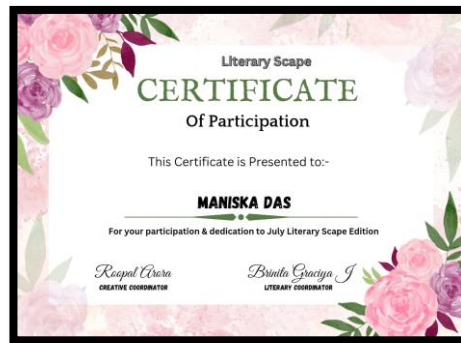 Literary Scape
CERTIFICATE
Of Participation
This Certificate is Presented to:-
MANISKA DAS
For your participation & dedication to July Literary Scape Edition
Roopal Arora
CREATIVE COORDINATOR
Brinita Graciya J
LITERARY COORDINATOR